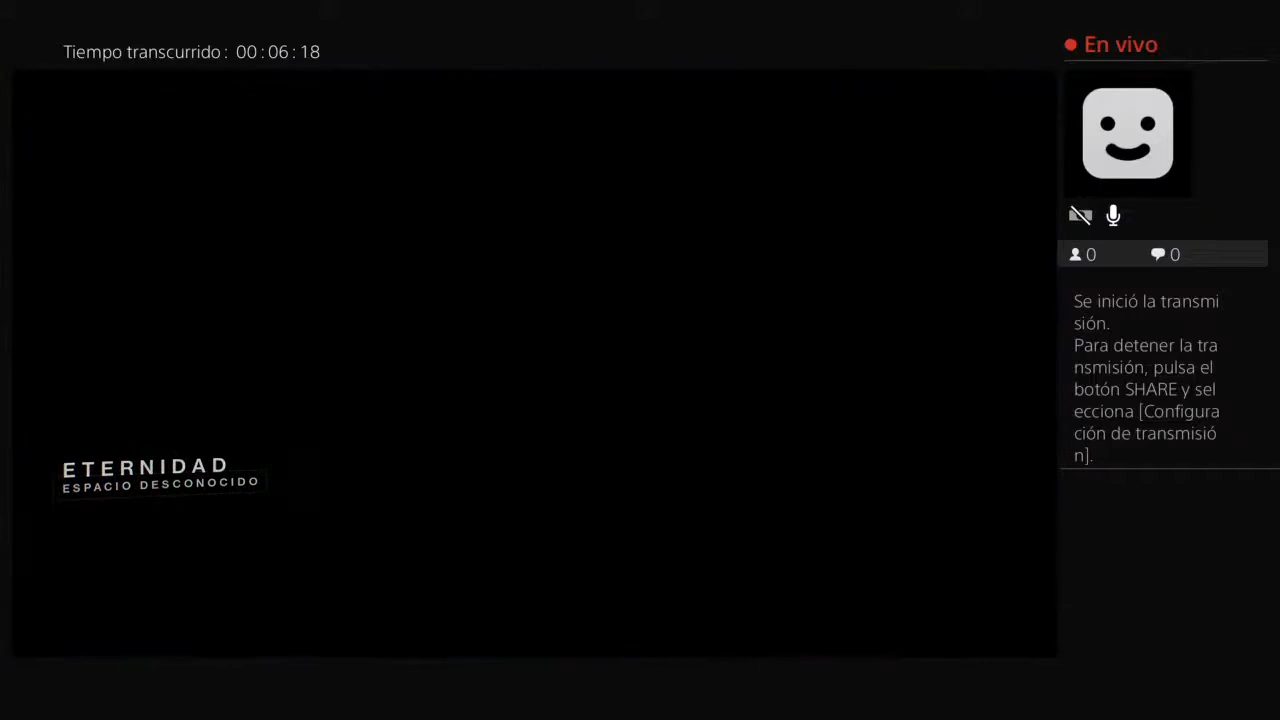 Tiempo transcurrido: 00:06:18
En vivo
0 0
Se inició la transmi
sión.
Para detener la tra
nsmisión, pulsa el
botón SHARE y sel
ecciona [Configura
ción de transmisió
n].
ETERNIDAD
ESPACIO DESCONOCIDO